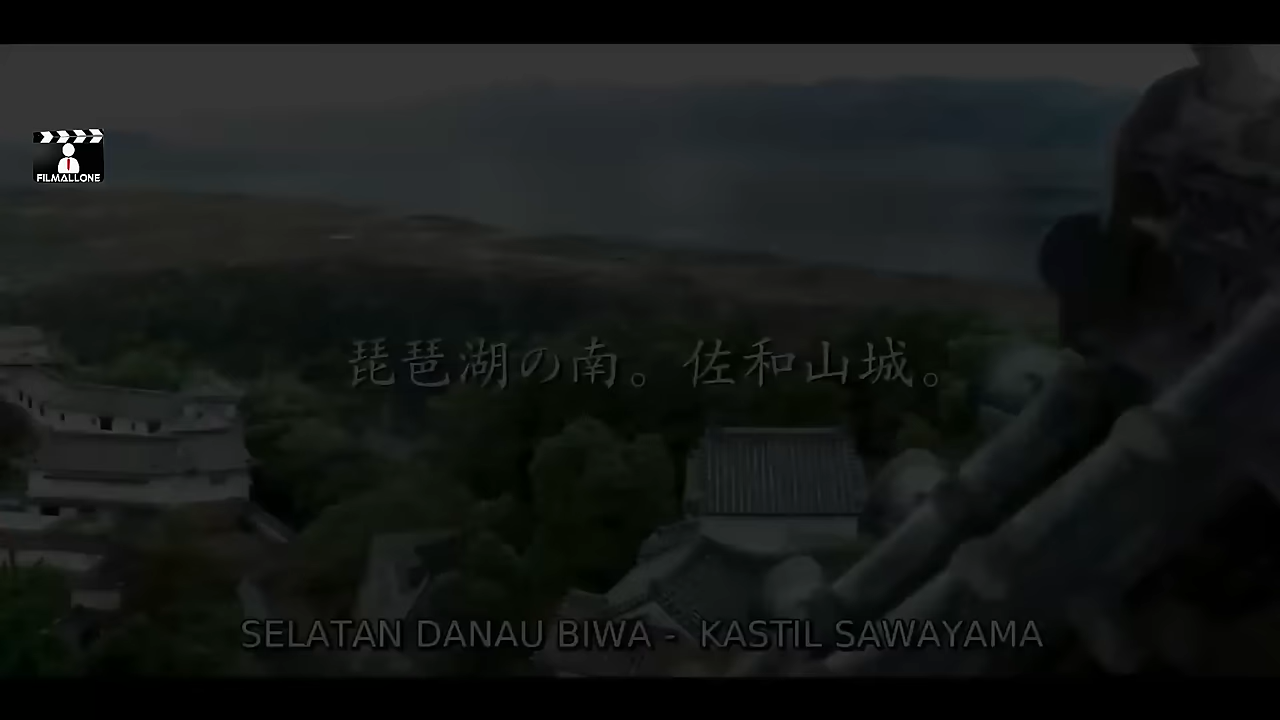 FILMALLONE
琵琶湖の南。佐和山城。
SELATAN DANAU BIWA - KASTIL SAWAYAMA